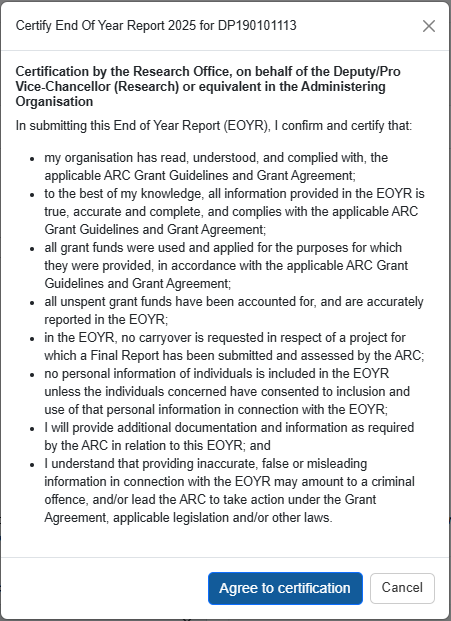 Certify End Of Year Report 2025 for DP190101113
Certification by the Research Office, on behalf of the Deputy/Pro
Vice-Chancellor (Research) or equivalent in the Administering
Organisation
In submitting this End of Year Report (EOYR), I confirm and certify that:
• my organisation has read, understood, and complied with, the
applicable ARC Grant Guidelines and Grant Agreement;
• to the best of my knowledge, all information provided in the EOYR is
true, accurate and complete, and complies with the applicable ARC
Grant Guidelines and Grant Agreement;
• all grant funds were used and applied for the purposes for which
they were provided, in accordance with the applicable ARC Grant
Guidelines and Grant Agreement;
• all unspent grant funds have been accounted for, and are accurately
reported in the EOYR;
• in the EOYR, no carryover is requested in respect of a project for
which a Final Report has been submitted and assessed by the ARC;
• no personal information of individuals is included in the EOYR
unless the individuals concerned have consented to inclusion and
use of that personal information in connection with the EOYR;
• I will provide additional documentation and information as required
by the ARC in relation to this EOYR; and
• I understand that providing inaccurate, false or misleading
information in connection with the EOYR may amount to a criminal
offence, and/or lead the ARC to take action under the Grant
Agreement, applicable legislation and/or other laws.
Agree to certification Cancel